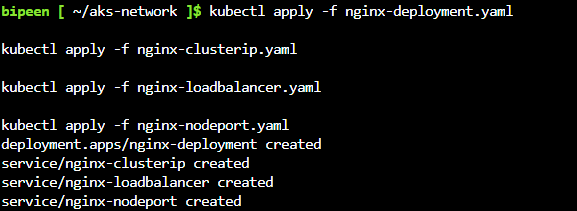 bipeen [ ~/aks-network ]$ kubectl apply -f nginx-deployment.yaml
kubectl apply -f nginx-clusterip.yaml
kubectl apply -f nginx-loadbalancer.yaml
kubectl apply -f nginx-nodeport.yaml
deployment.apps/nginx-deployment created
service/nginx-clusterip created
service/nginx-loadbalancer created
service/nginx-nodeport created